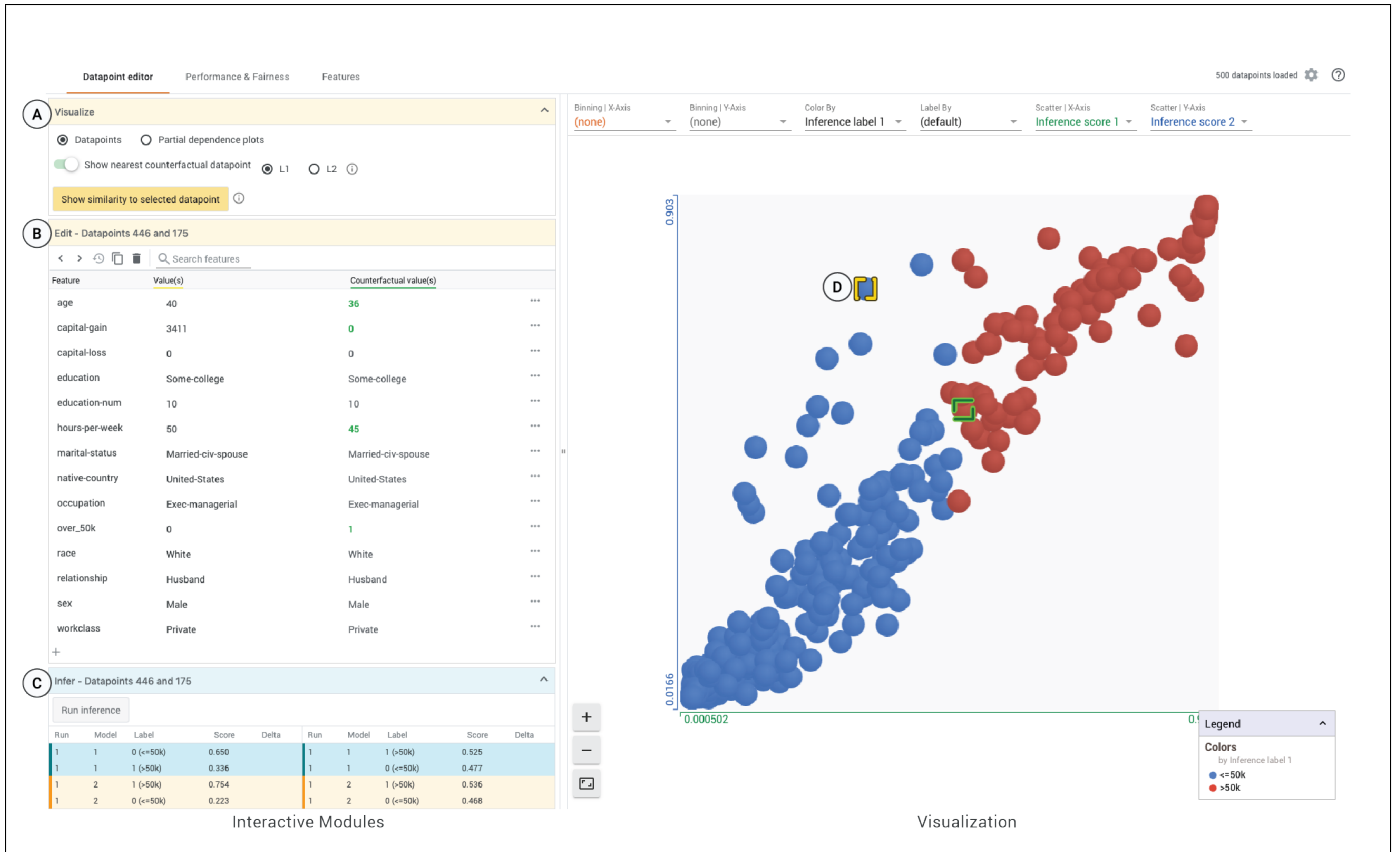 Datapoint editor Performance & Fairness Features 500 datapoints loaded
A Visualize
Datapoints Partial dependence plots
Show nearest counterfactual datapoint L1 L2
Show similarity to selected datapoint
B Edit - Datapoints 446 and 175
Search features
Feature Value(s) Counterfactual value(s)
age 40 36
capital-gain 3411 0
capital-loss 0 0
education Some-college Some-college
education-num 10 10
hours-per-week 50 45
marital-status Married-civ-spouse Married-civ-spouse
native-country United-States United-States
occupation Exec-managerial Exec-managerial
over_50k 0 1
race White White
relationship Husband Husband
sex Male Male
workclass Private Private
C Infer - Datapoints 446 and 175
Run inference
Run Model Label Score Delta Run Model Label Score Delta
1 1 0 (<=50k) 0.650 1 1 1 (>50k) 0.525
1 1 1 (>50k) 0.336 1 1 0 (<=50k) 0.477
1 2 1 (>50k) 0.754 1 2 1 (>50k) 0.536
1 2 0 (<=50k) 0.223 1 2 0 (<=50k) 0.468
Interactive Modules
Binning | X-Axis Binning | Y-Axis Color By Label By Scatter | X-Axis Scatter | Y-Axis
(none) (none) Inference label 1 (default) Inference score 1 Inference score 2
0.903
D
0.0166
0.000502
Legend
Colors
by Inference label 1
<=50k
>50k
Visualization